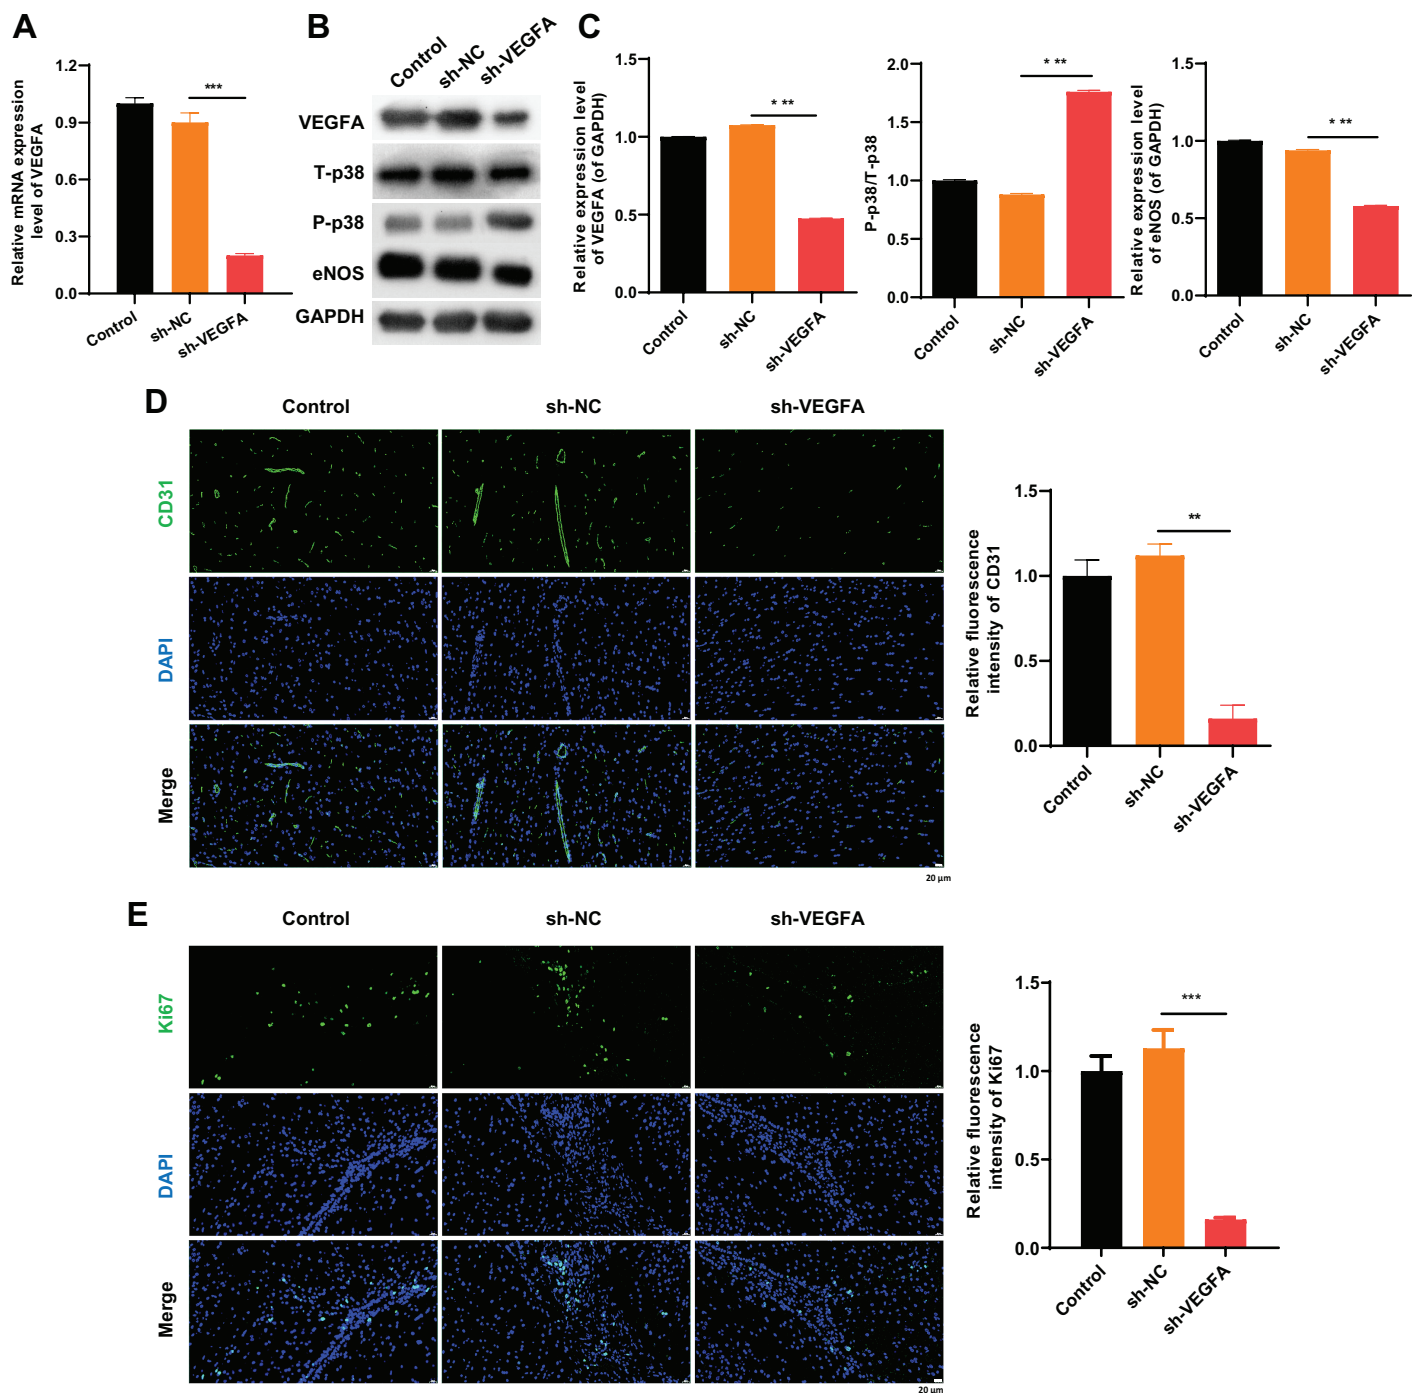 A
Relative mRNA expression
level of VEGFA
1.2
0.9
0.6
0.3
0.0
***
Control
sh-NC
sh-VEGFA
B
Control
sh-NC
sh-VEGFA
VEGFA
T-p38
P-p38
eNOS
GAPDH
C
Relative expression level
of VEGFA (of GAPDH)
1.5
1.0
0.5
0.0
* **
Control
sh-NC
sh-VEGFA
P-p38/T-p38
2.0
1.5
1.0
0.5
0.0
* **
Control
sh-NC
sh-VEGFA
Relative expression level
of eNOS (of GAPDH)
1.5
1.0
0.5
0.0
* **
Control
sh-NC
sh-VEGFA
D
Control
sh-NC
sh-VEGFA
CD31
DAPI
Merge
20 μm
Relative fluorescence
intensity of CD31
1.5
1.0
0.5
0.0
**
Control
sh-NC
sh-VEGFA
E
Control
sh-NC
sh-VEGFA
Ki67
DAPI
Merge
20 μm
Relative fluorescence
intensity of Ki67
1.5
1.0
0.5
0.0
***
Control
sh-NC
sh-VEGFA